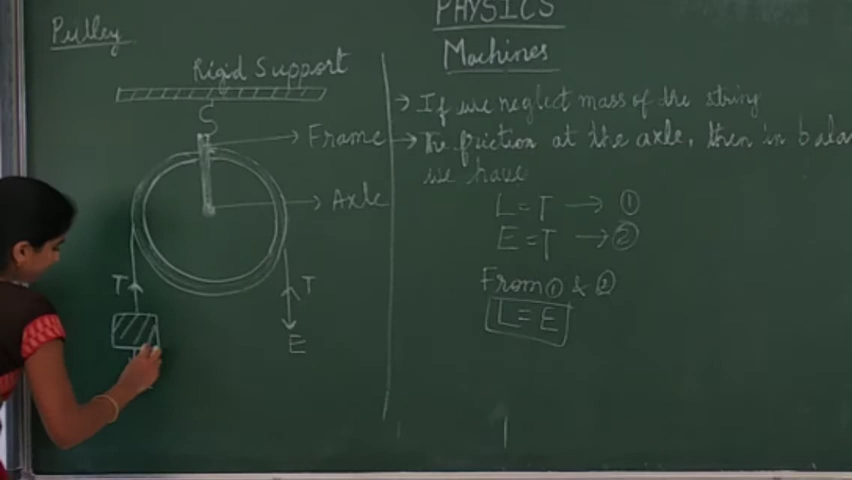 PHYSICS
Machines
Pulley
Rigid Support
Frame
Axle
T
T
E
→ If we neglect mass of the string
→ The friction at the axle, then in bala
we have
L = T → ①
E = T → ②
From ① & ②
L = E